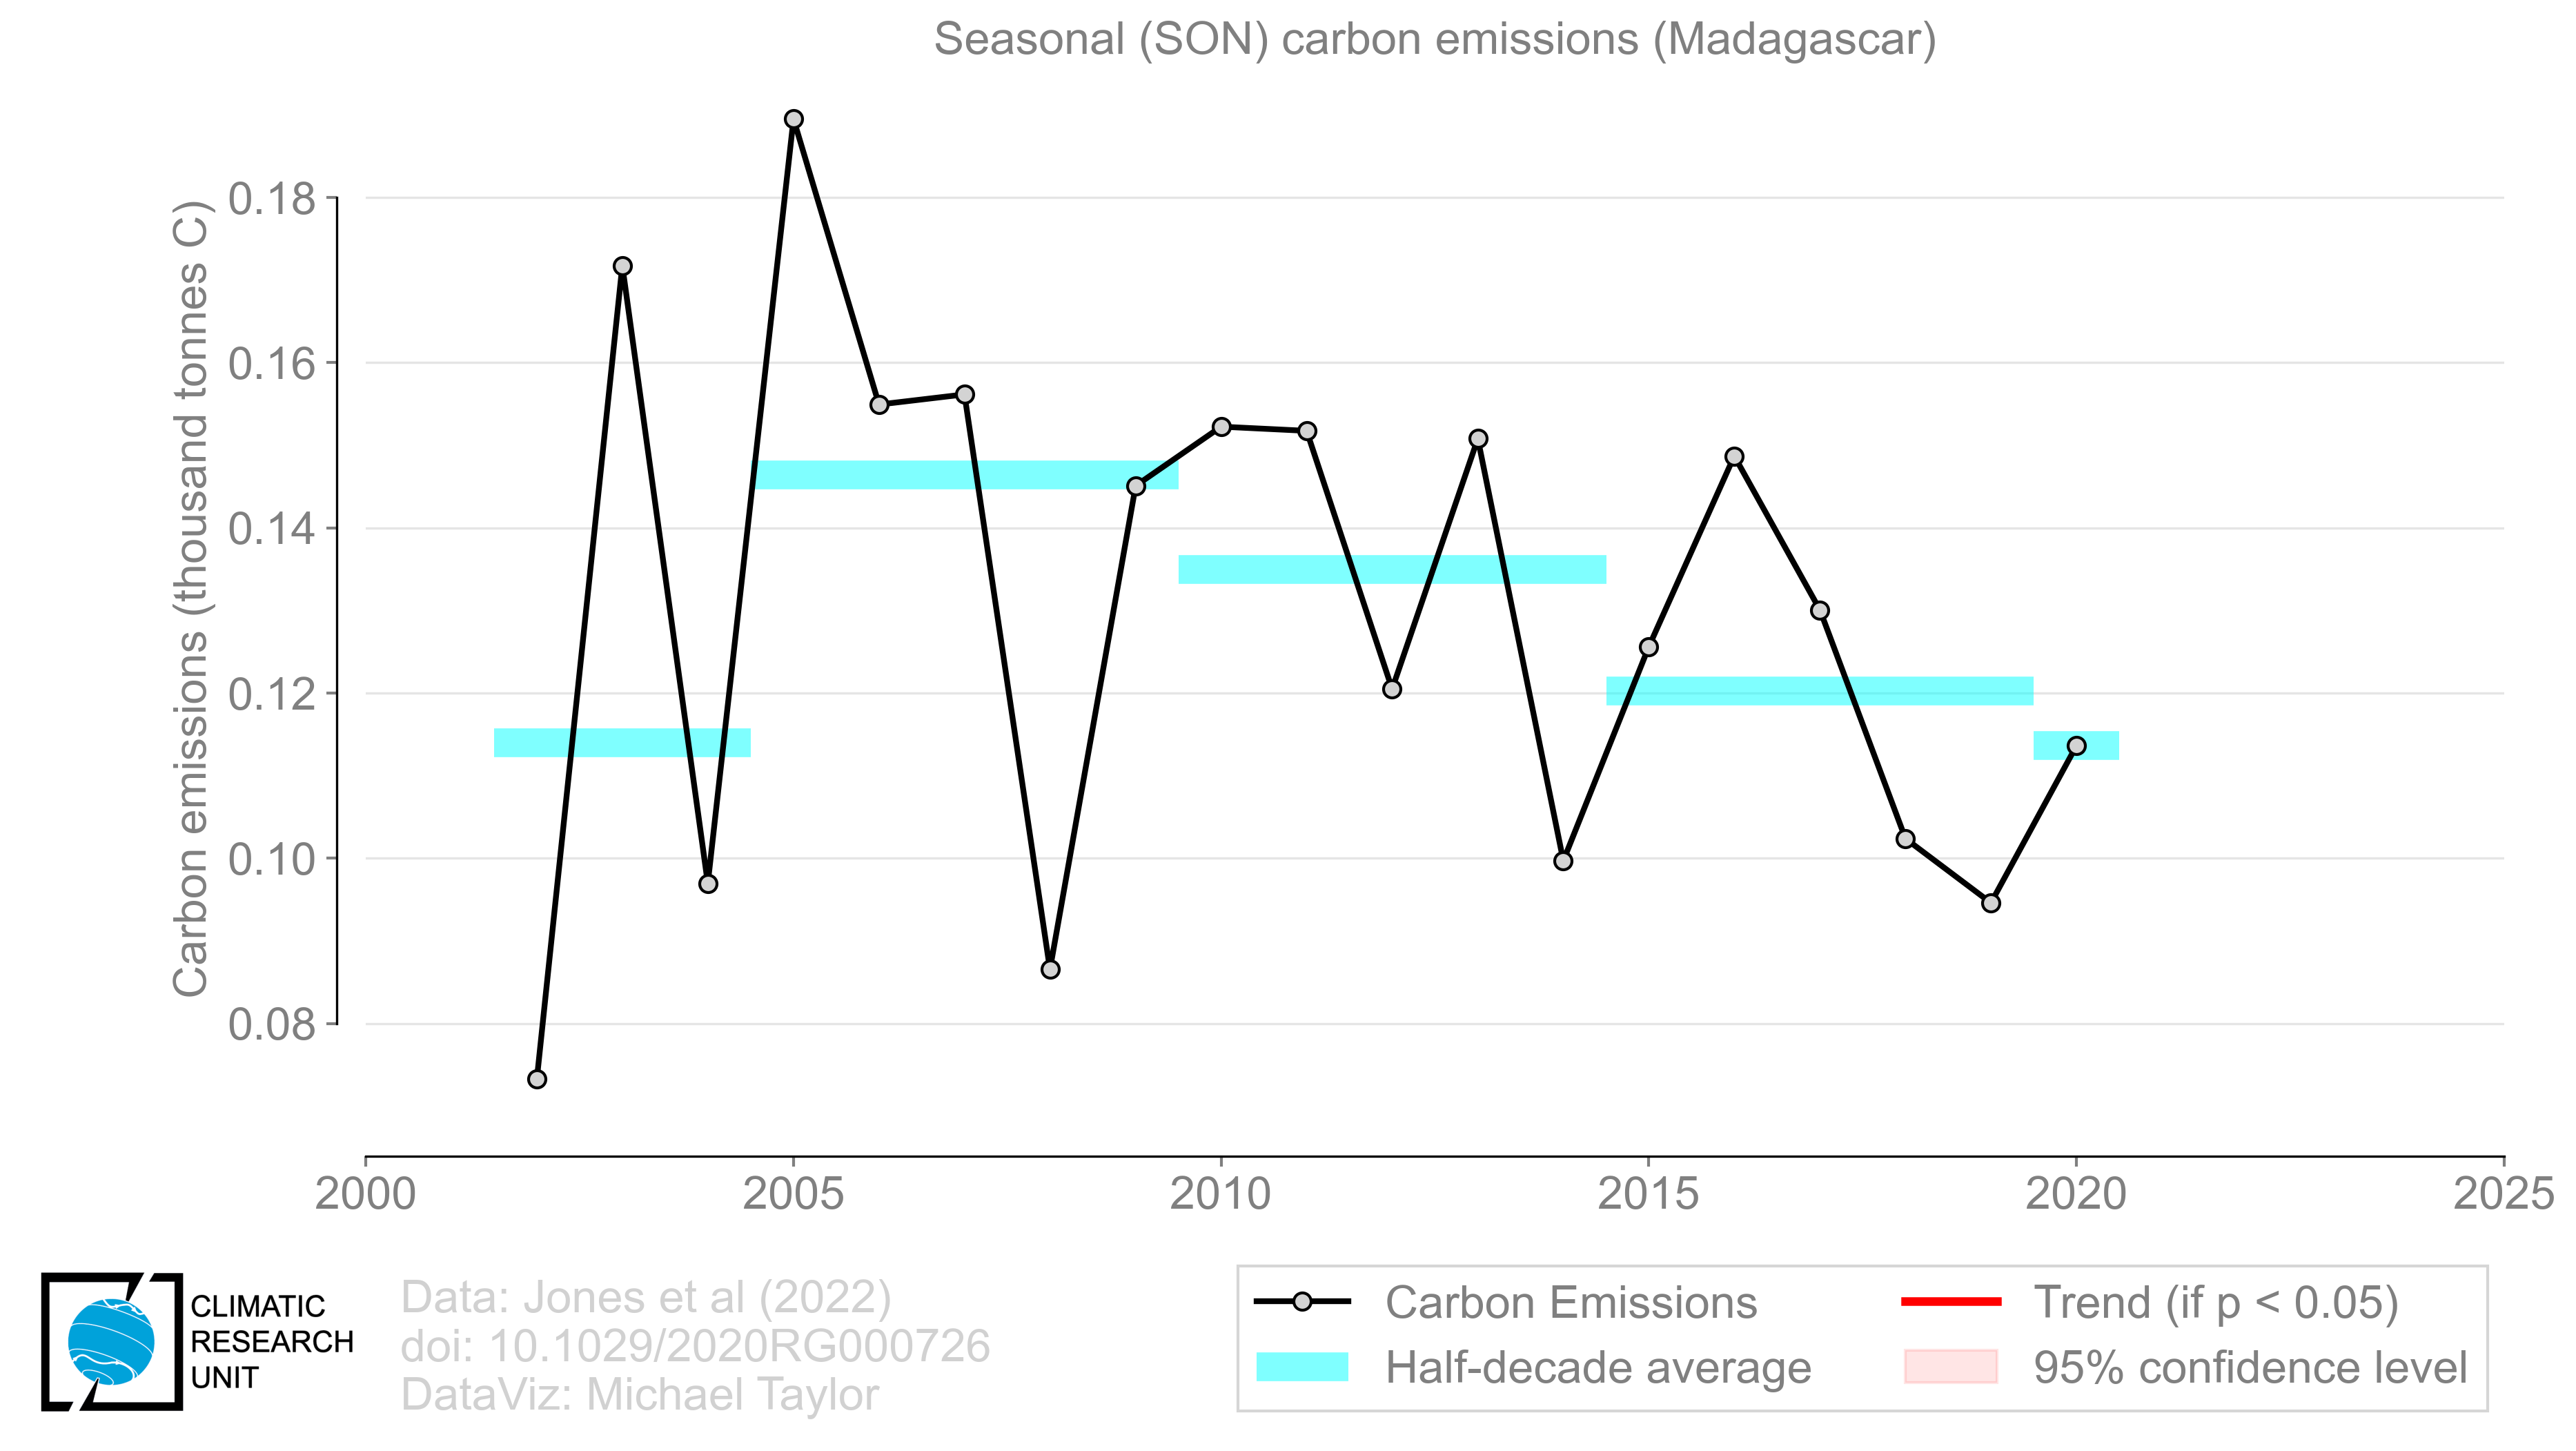 Seasonal (SON) carbon emissions (Madagascar)
Carbon emissions (thousand tonnes C)
0.18
0.16
0.14
0.12
0.10
0.08
2000 2005 2010 2015 2020 2025
CLIMATIC
RESEARCH
UNIT
Data: Jones et al (2022)
doi: 10.1029/2020RG000726
DataViz: Michael Taylor
Carbon Emissions
Half-decade average
Trend (if p < 0.05)
95% confidence level